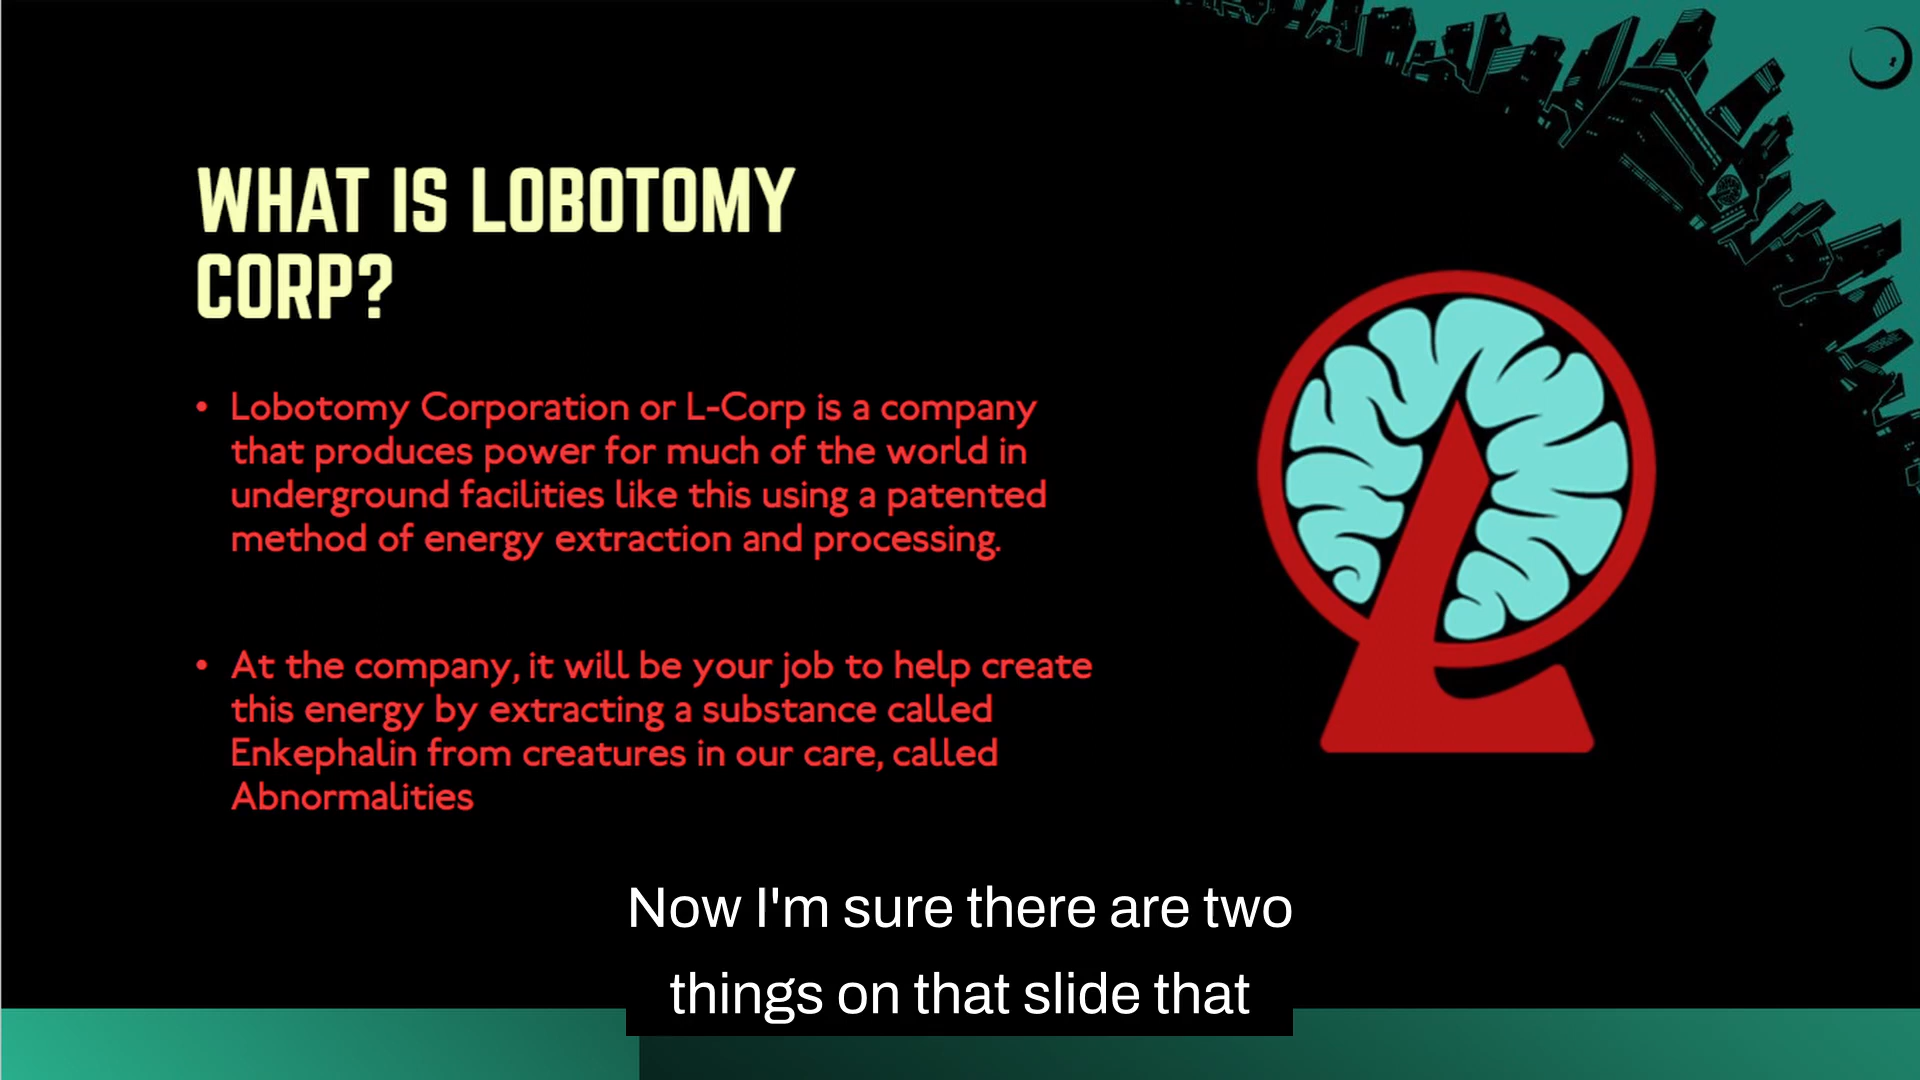 WHAT IS LOBOTOMY
CORP?
• Lobotomy Corporation or L-Corp is a company
that produces power for much of the world in
underground facilities like this using a patented
method of energy extraction and processing.
• At the company, it will be your job to help create
this energy by extracting a substance called
Enkephalin from creatures in our care, called
Abnormalities
Now I'm sure there are two
things on that slide that